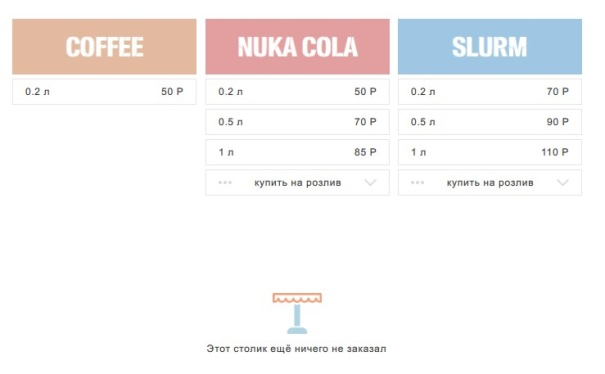 COFFEE NUKA COLA SLURM
0.2 л 50 Р 0.2 л 50 Р 0.2 л 70 Р
0.5 л 70 Р 0.5 л 90 Р
1 л 85 Р 1 л 110 Р
купить на розлив купить на розлив
Этот столик ещё ничего не заказал